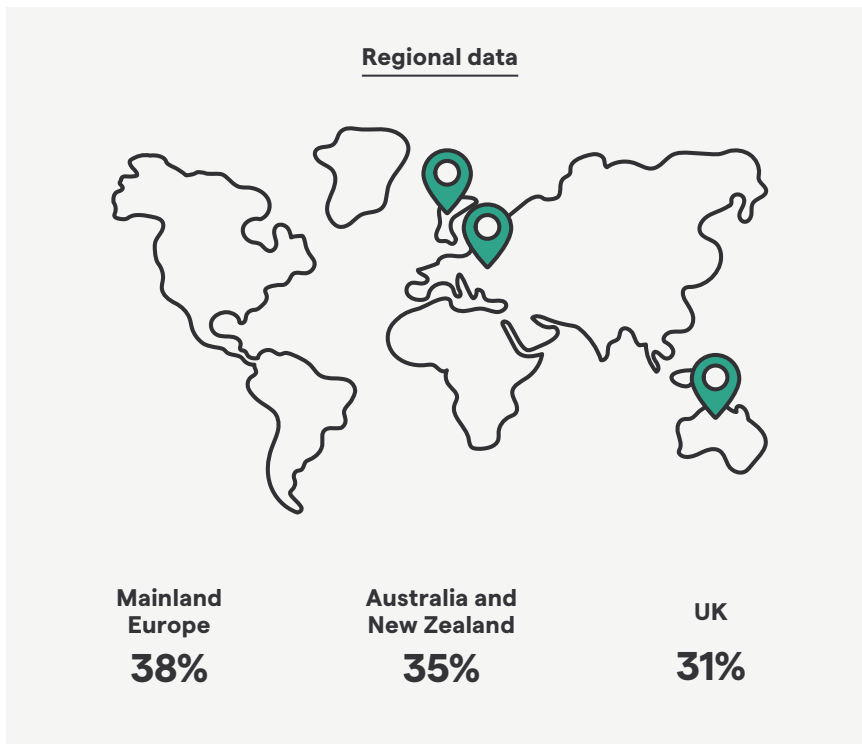 Regional data
Mainland
Europe
38%
Australia and
New Zealand
35%
UK
31%